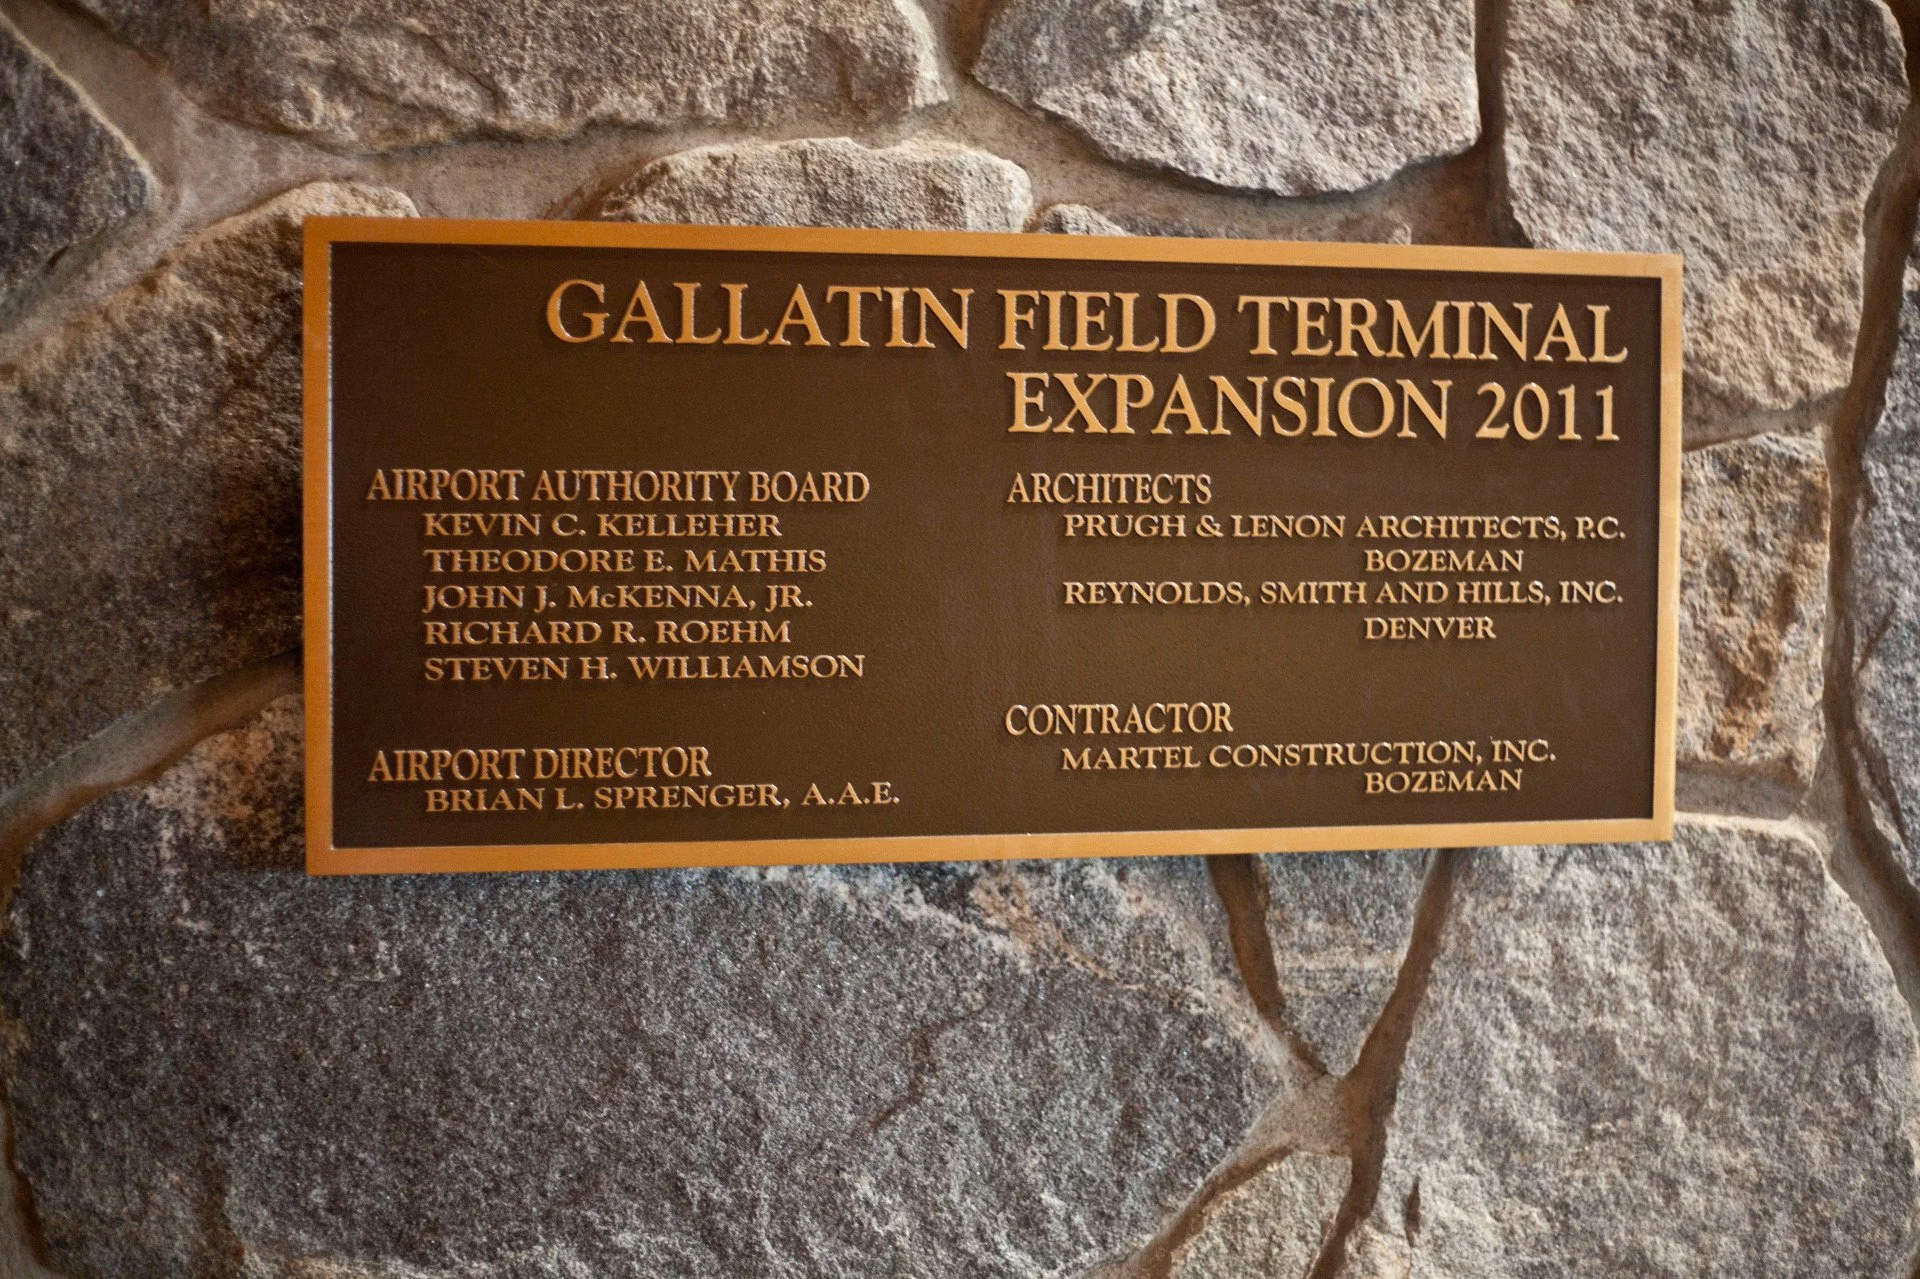 GALLATIN FIELD TERMINAL
EXPANSION 2011
AIRPORT AUTHORITY BOARD
KEVIN C. KELLEHER
THEODORE E. MATHIS
JOHN J. McKENNA, JR.
RICHARD R. ROEHM
STEVEN H. WILLIAMSON
AIRPORT DIRECTOR
BRIAN L. SPRENGER, A.A.E.
ARCHITECTS
PRUGH & LENON ARCHITECTS, P.C.
BOZEMAN
REYNOLDS, SMITH AND HILLS, INC.
DENVER
CONTRACTOR
MARTEL CONSTRUCTION, INC.
BOZEMAN